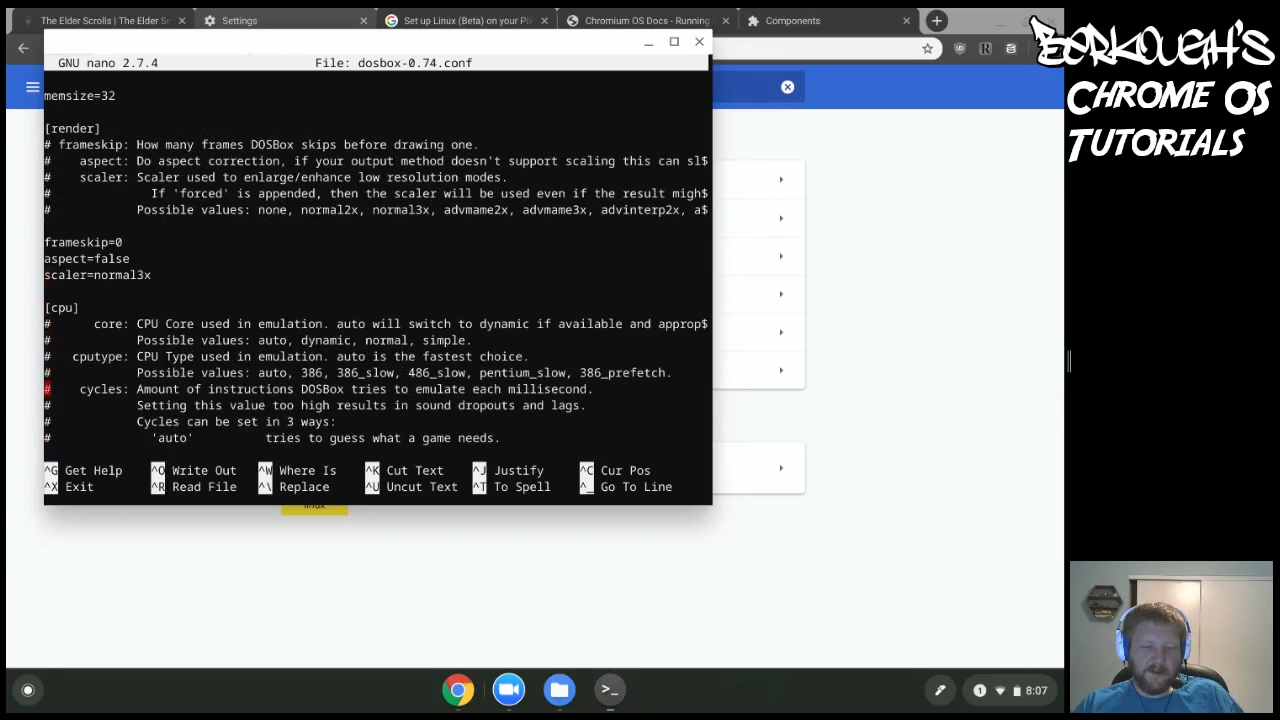 The Elder Scrolls | The Elder S
Settings
Set up Linux (Beta) on your Pi
Chromium OS Docs - Running
Components
BORKOUGH'S
CHROME OS
TUTORIALS
GNU nano 2.7.4 File: dosbox-0.74.conf
memsize=32
[render]
# frameskip: How many frames DOSBox skips before drawing one.
# aspect: Do aspect correction, if your output method doesn't support scaling this can sl$
# scaler: Scaler used to enlarge/enhance low resolution modes.
# If 'forced' is appended, then the scaler will be used even if the result migh$
# Possible values: none, normal2x, normal3x, advmame2x, advmame3x, advinterp2x, a$
frameskip=0
aspect=false
scaler=normal3x
[cpu]
# core: CPU Core used in emulation. auto will switch to dynamic if available and approp$
# Possible values: auto, dynamic, normal, simple.
# cputype: CPU Type used in emulation. auto is the fastest choice.
# Possible values: auto, 386, 386_slow, 486_slow, pentium_slow, 386_prefetch.
# cycles: Amount of instructions DOSBox tries to emulate each millisecond.
# Setting this value too high results in sound dropouts and lags.
# Cycles can be set in 3 ways:
# 'auto' tries to guess what a game needs.
^G Get Help ^O Write Out ^W Where Is ^K Cut Text ^J Justify ^C Cur Pos
^X Exit ^R Read File ^\ Replace ^U Uncut Text ^T To Spell ^_ Go To Line
linux
1 8:07